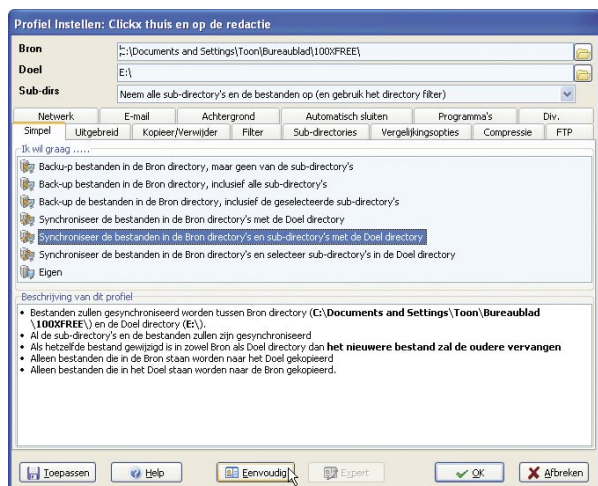 Profiel Instellen: Clickx thuis en op de redactie
Bron
C:\Documents and Settings\Toon\Bureaublad\100XFREE\
Doel
E:\
Sub-dirs
Neem alle sub-directory's en de bestanden op (en gebruik het directory filter)
Netwerk E-mail Achtergrond Automatisch sluiten Programma's Div.
Simpel Uitgebreid Kopieer/Verwijder Filter Sub-directories Vergelijkingsopties Compressie FTP
Ik wil graag .....
Backu-p bestanden in de Bron directory, maar geen van de sub-directory's
Back-up bestanden in de Bron directory, inclusief alle sub-directory's
Back-up de bestanden in de Bron directory, inclusief de geselecteerde sub-directory's
Synchroniseer de bestanden in de Bron directory's met de Doel directory
Synchroniseer de bestanden in de Bron directory's en sub-directory's met de Doel directory
Synchroniseer de bestanden in de Bron directory's en selecteer sub-directory's in de Doel directory
Eigen
Beschrijving van dit profiel
• Bestanden zullen gesynchroniseerd worden tussen Bron directory (C:\Documents and Settings\Toon\Bureaublad
\100XFREE\) en de Doel directory (E:\).
• Al de sub-directory's en de bestanden zullen zijn gesynchroniseerd
• Als hetzelfde bestand gewijzigd is in zowel Bron als Doel directory dan het nieuwere bestand zal de oudere vervangen
• Alleen bestanden die in de Bron staan worden naar het Doel gekopieerd
• Alleen bestanden die in het Doel staan worden naar de Bron gekopieerd.
Toepassen Help Eenvoudig Expert OK Afbreken